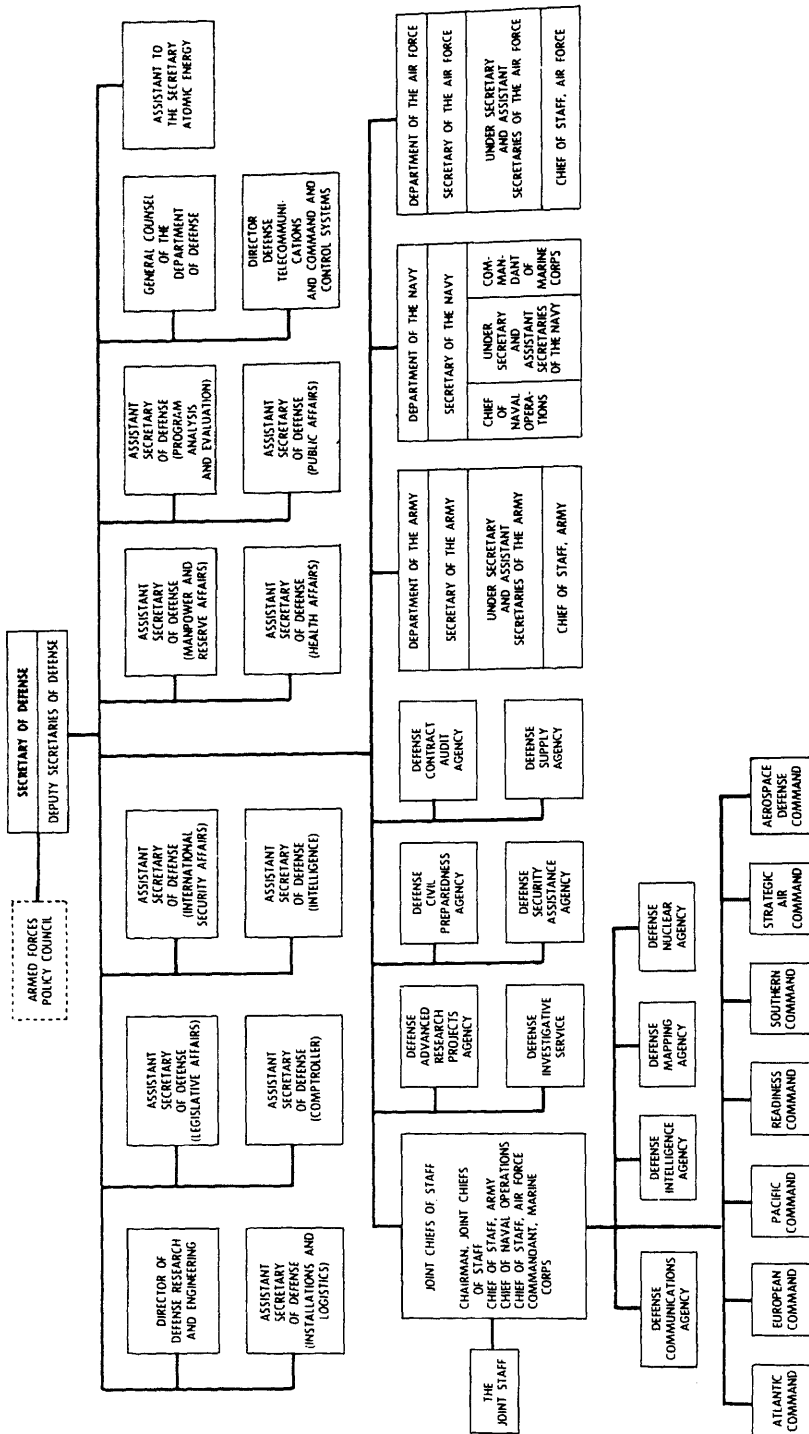 ARMED FORCES
POLICY COUNCIL
SECRETARY OF DEFENSE
DEPUTY SECRETARIES OF DEFENSE
DIRECTOR OF
DEFENSE RESEARCH
AND ENGINEERING
ASSISTANT
SECRETARY
OF DEFENSE
(INSTALLATIONS AND
LOGISTICS)
ASSISTANT
SECRETARY
OF DEFENSE
(LEGISLATIVE AFFAIRS)
ASSISTANT
SECRETARY
OF DEFENSE
(COMPTROLLER)
ASSISTANT
SECRETARY
OF DEFENSE
(INTERNATIONAL
SECURITY AFFAIRS)
ASSISTANT
SECRETARY
OF DEFENSE
(INTELLIGENCE)
ASSISTANT
SECRETARY
OF DEFENSE
(MANPOWER AND
RESERVE AFFAIRS)
ASSISTANT
SECRETARY
OF DEFENSE
(HEALTH AFFAIRS)
ASSISTANT
SECRETARY
OF DEFENSE
(PROGRAM
ANALYSIS
AND EVALUATION)
ASSISTANT
SECRETARY
OF DEFENSE
(PUBLIC AFFAIRS)
GENERAL COUNSEL
OF THE
DEPARTMENT
OF DEFENSE
DIRECTOR
DEFENSE
TELECOMMUNI-
CATIONS
AND COMMAND AND
CONTROL SYSTEMS
ASSISTANT TO
THE SECRETARY
ATOMIC ENERGY
THE
JOINT STAFF
JOINT CHIEFS OF STAFF
CHAIRMAN, JOINT CHIEFS
OF STAFF
CHIEF OF STAFF, ARMY
CHIEF OF NAVAL OPERATIONS
CHIEF OF STAFF, AIR FORCE
COMMANDANT, MARINE
CORPS
DEFENSE
ADVANCED
RESEARCH
PROJECTS
AGENCY
DEFENSE
INVESTIGATIVE
SERVICE
DEFENSE
CIVIL
PREPAREDNESS
AGENCY
DEFENSE
SECURITY
ASSISTANCE
AGENCY
DEFENSE
CONTRACT
AUDIT
AGENCY
DEFENSE
SUPPLY
AGENCY
DEPARTMENT OF THE ARMY
SECRETARY OF THE ARMY
UNDER SECRETARY
AND ASSISTANT
SECRETARIES OF THE ARMY
CHIEF OF STAFF, ARMY
DEPARTMENT OF THE NAVY
SECRETARY OF THE NAVY
CHIEF
OF
NAVAL
OPERA-
TIONS
UNDER
SECRETARY
AND
ASSISTANT
SECRETARIES
OF THE NAVY
COM-
MAN-
DANT
OF
MARINE
CORPS
DEPARTMENT OF THE AIR FORCE
SECRETARY OF THE AIR FORCE
UNDER SECRETARY
AND ASSISTANT
SECRETARIES OF THE AIR FORCE
CHIEF OF STAFF, AIR FORCE
DEFENSE
COMMUNICATIONS
AGENCY
DEFENSE
INTELLIGENCE
AGENCY
DEFENSE
MAPPING
AGENCY
DEFENSE
NUCLEAR
AGENCY
ATLANTIC
COMMAND
EUROPEAN
COMMAND
PACIFIC
COMMAND
READINESS
COMMAND
SOUTHERN
COMMAND
STRATEGIC
AIR
COMMAND
AEROSPACE
DEFENSE
COMMAND